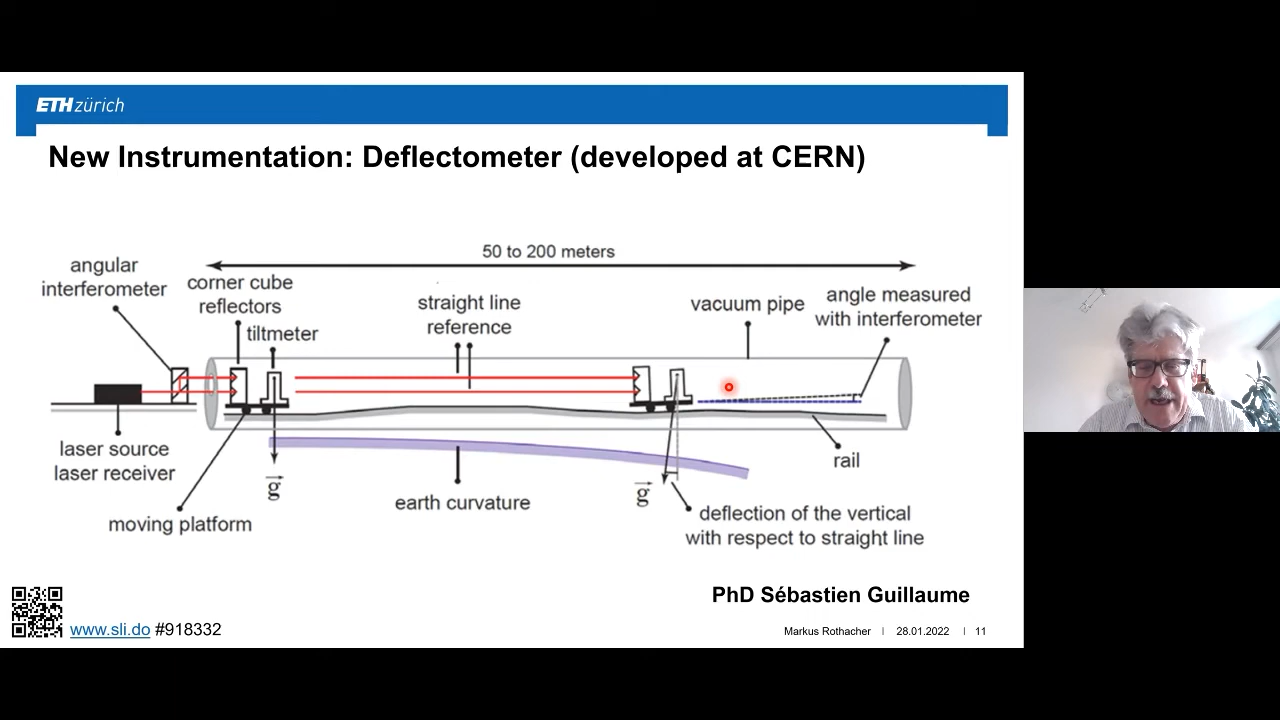 ETH zürich
New Instrumentation: Deflectometer (developed at CERN)
50 to 200 meters
angular
interferometer
corner cube
reflectors
tiltmeter
straight line
reference
vacuum pipe
angle measured
with interferometer
laser source
laser receiver
moving platform
g
earth curvature
g
rail
deflection of the vertical
with respect to straight line
PhD Sébastien Guillaume
www.sli.do #918332
Markus Rothacher | 28.01.2022 | 11